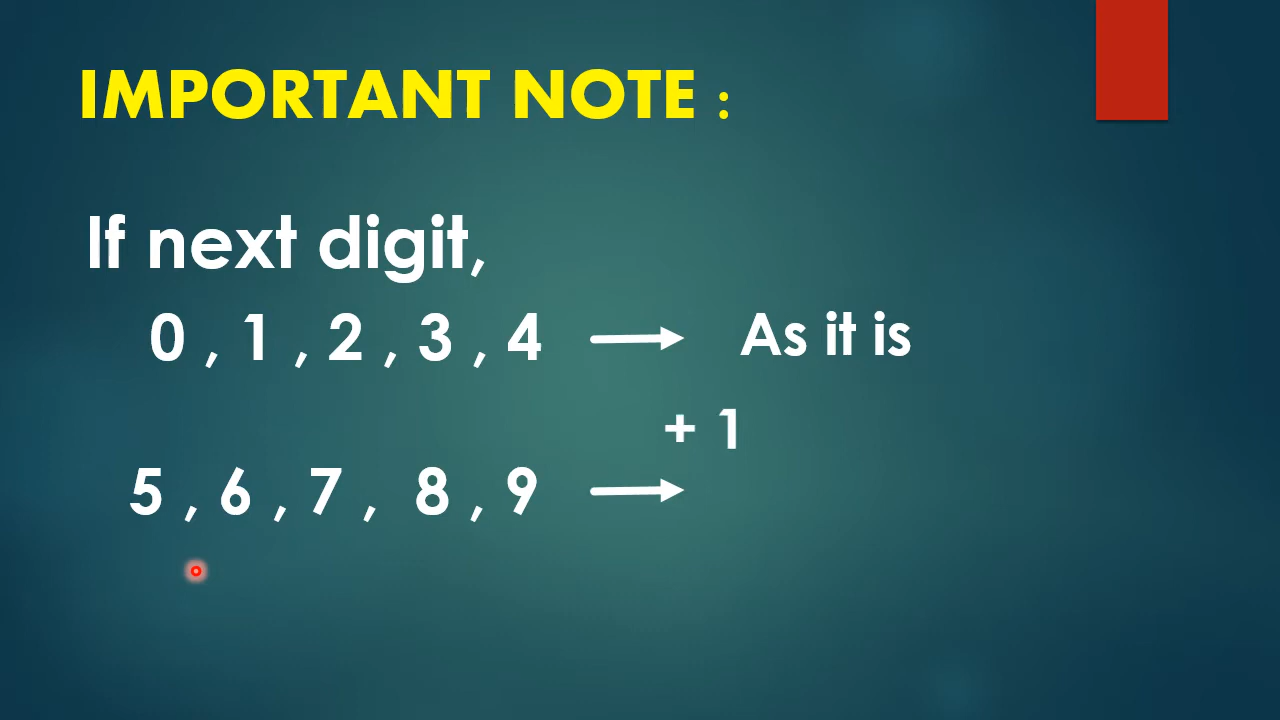 IMPORTANT NOTE :
If next digit,
0 , 1 , 2 , 3 , 4 → As it is
+ 1
5 , 6 , 7 , 8 , 9 →